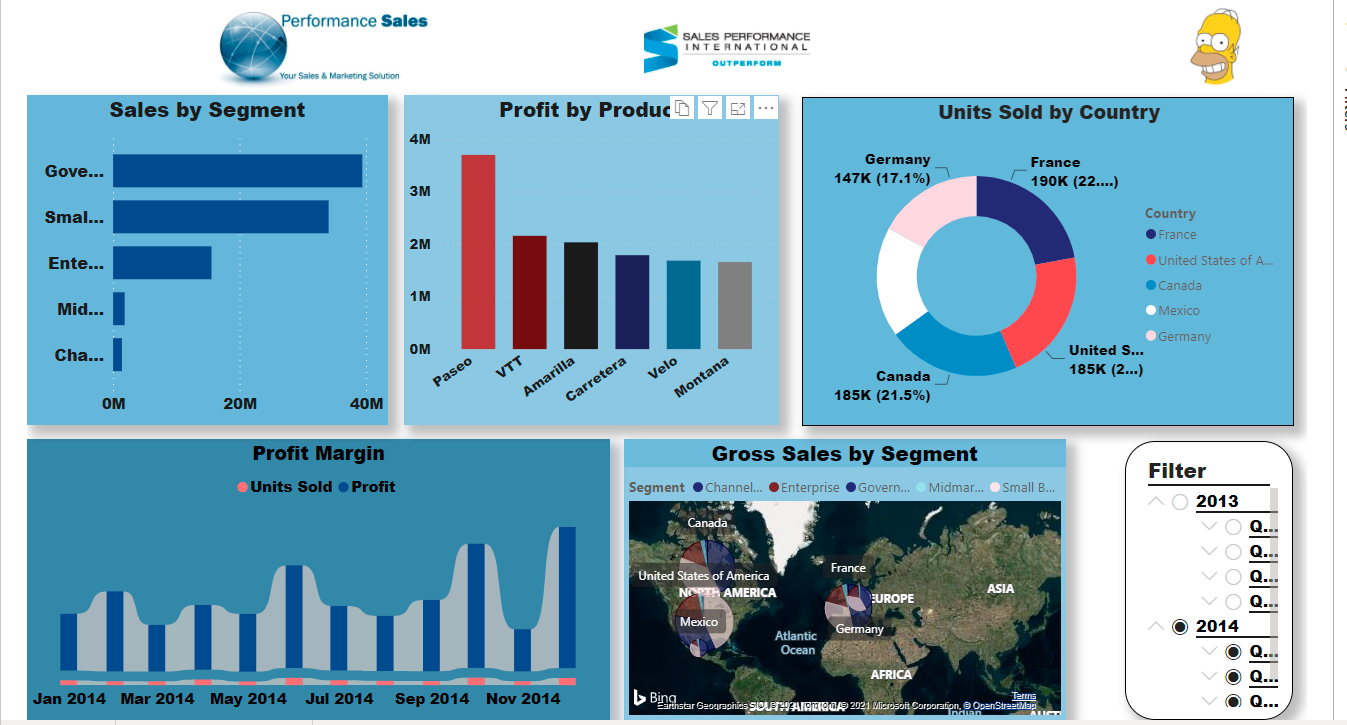 Performance Sales
Your Sales & Marketing Solution
SALES PERFORMANCE
INTERNATIONAL
OUTPERFORM
Sales by Segment
Gove...
Smal...
Ente...
Mid...
Cha...
0M 20M 40M
Profit by Produc
4M
3M
2M
1M
0M
Paseo VTT Amarilla Carretera Velo Montana
Units Sold by Country
Germany
147K (17.1%)
France
190K (22....)
United S...
185K (2...)
Canada
185K (21.5%)
Country
France
United States of A...
Canada
Mexico
Germany
Profit Margin
Units Sold Profit
Jan 2014 Mar 2014 May 2014 Jul 2014 Sep 2014 Nov 2014
Gross Sales by Segment
Segment Channel... Enterprise Govern... Midmar... Small B...
Canada
United States of America
NORTH AMERICA
Mexico
France
EUROPE
Germany
ASIA
Atlantic
Ocean
AFRICA
Bing
Terms
SOUTH AMERICA
Indian
Earthstar Geographics 2021 Microsoft Corporation, © OpenStreetMap
Filter
2013
Q...
Q...
Q...
Q...
2014
Q...
Q...
Q...